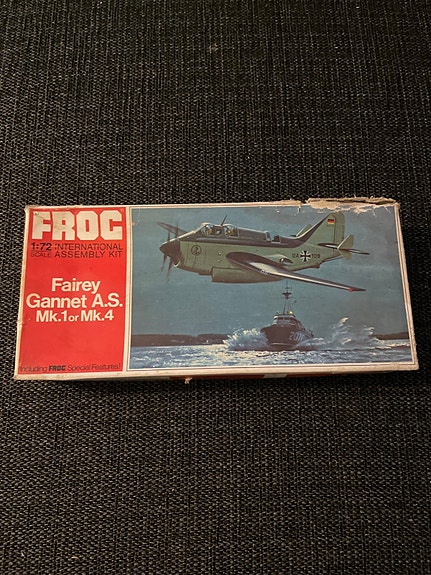 FROG
1:72 INTERNATIONAL
SCALE ASSEMBLY KIT
Fairey
Gannet A.S.
Mk.1 or Mk.4
(Including FROG Special Features)